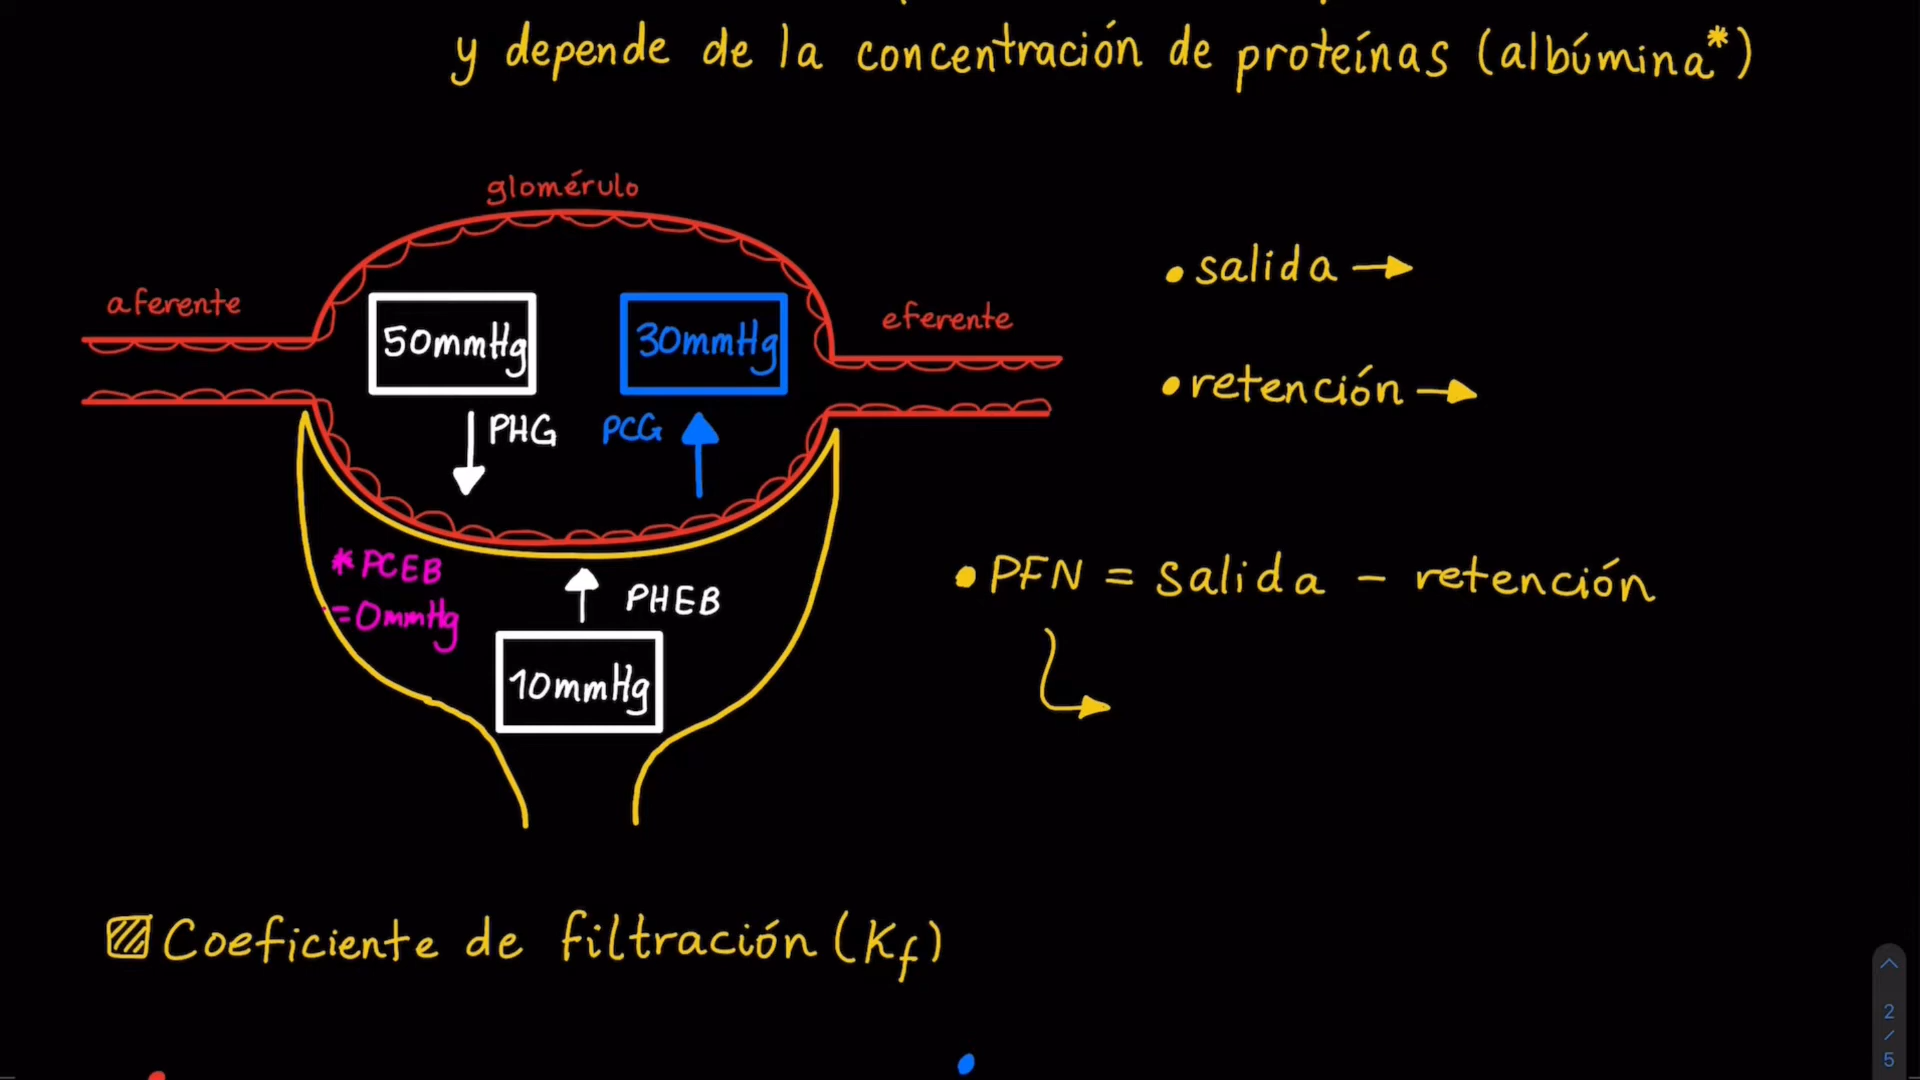 y depende de la concentración de proteínas (albúmina*)
glomérulo
aferente
eferente
50mmHg
30mmHg
PHG
PCG
• salida →
• retención →
* PCEB
=0mmHg
PHEB
10mmHg
• PFN = salida - retención
Coeficiente de filtración (Kf)
2
/
5